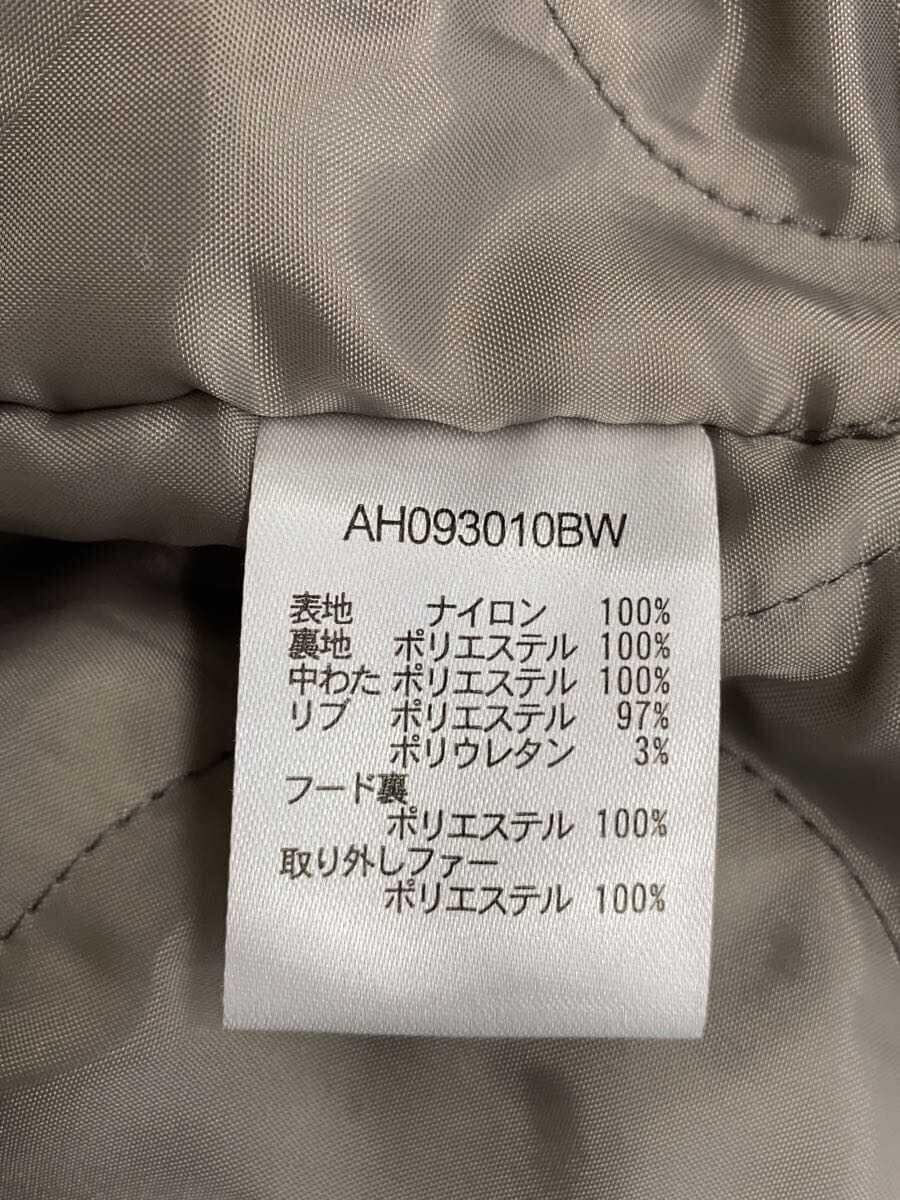 AH093010BW
表地 ナイロン 100%
裏地 ポリエステル 100%
中わた ポリエステル 100%
リブ ポリエステル 97%
ポリウレタン 3%
フード裏
ポリエステル 100%
取り外しファー
ポリエステル 100%